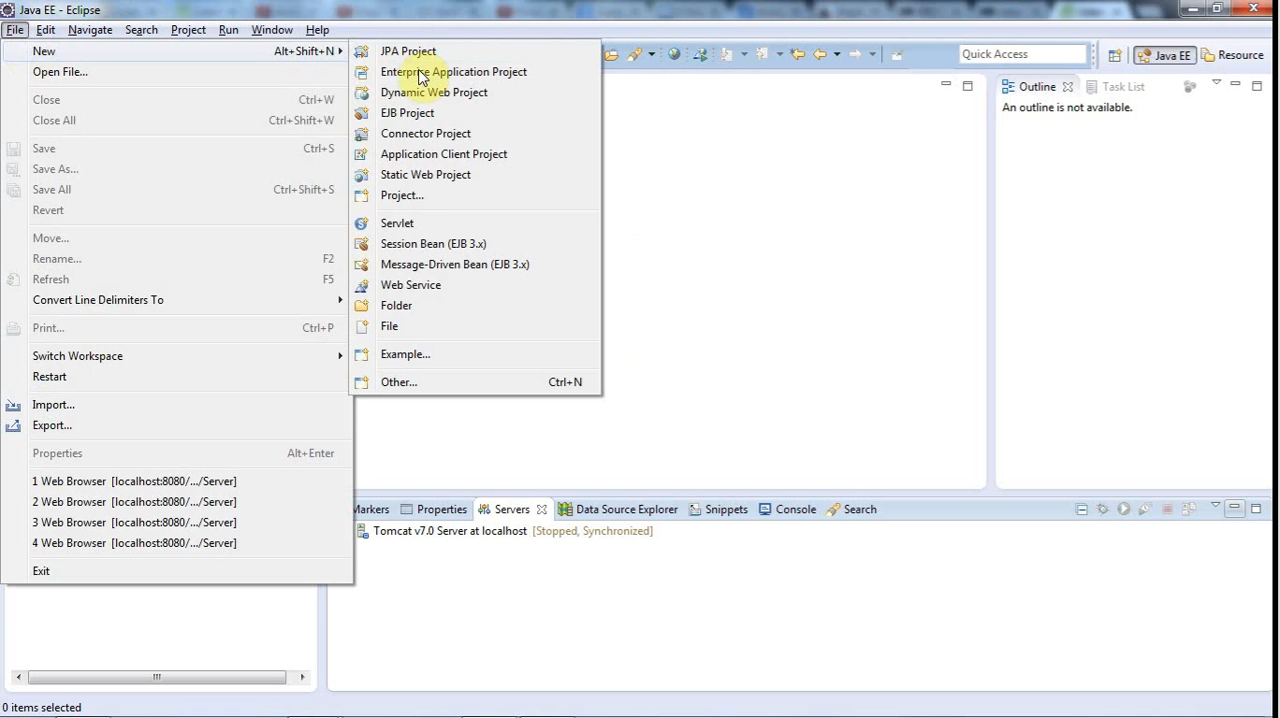 Java EE - Eclipse
File Edit Navigate Search Project Run Window Help
New Alt+Shift+N
Open File...
Close Ctrl+W
Close All Ctrl+Shift+W
Save Ctrl+S
Save As...
Save All Ctrl+Shift+S
Revert
Move...
Rename... F2
Refresh F5
Convert Line Delimiters To
Print... Ctrl+P
Switch Workspace
Restart
Import...
Export...
Properties Alt+Enter
1 Web Browser [localhost:8080/.../Server]
2 Web Browser [localhost:8080/.../Server]
3 Web Browser [localhost:8080/.../Server]
4 Web Browser [localhost:8080/.../Server]
Exit
JPA Project
Enterprise Application Project
Dynamic Web Project
EJB Project
Connector Project
Application Client Project
Static Web Project
Project...
Servlet
Session Bean (EJB 3.x)
Message-Driven Bean (EJB 3.x)
Web Service
Folder
File
Example...
Other... Ctrl+N
Quick Access Java EE Resource
Outline Task List
An outline is not available.
Markers Properties Servers Data Source Explorer Snippets Console Search
Tomcat v7.0 Server at localhost [Stopped, Synchronized]
0 items selected